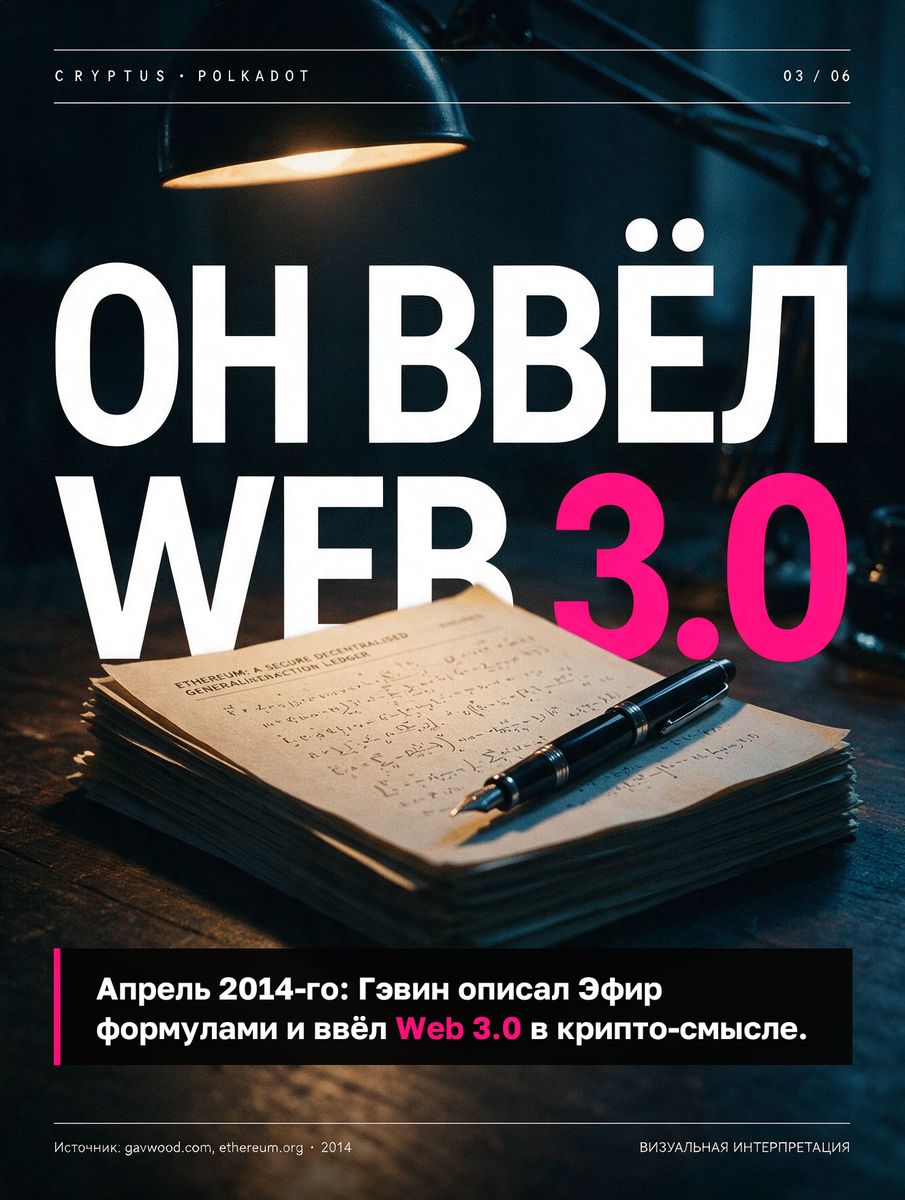 CRYPTUS · POLKADOT
03 / 06
ОН ВВЁЛ
WEB 3.0
ETHEREUM: A SECURE DECENTRALISED
Апрель 2014-го: Гэвин описал Эфир
формулами и ввёл Web 3.0 в крипто-смысле.
Источник: gavwood.com, ethereum.org · 2014
ВИЗУАЛЬНАЯ ИНТЕРПРЕТАЦИЯ